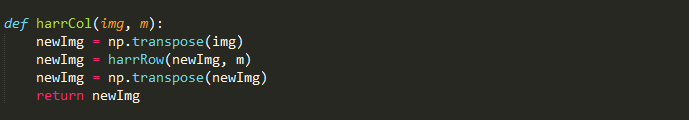 def harrCol(img, m):
    newImg = np.transpose(img)
    newImg = harrRow(newImg, m)
    newImg = np.transpose(newImg)
    return newImg